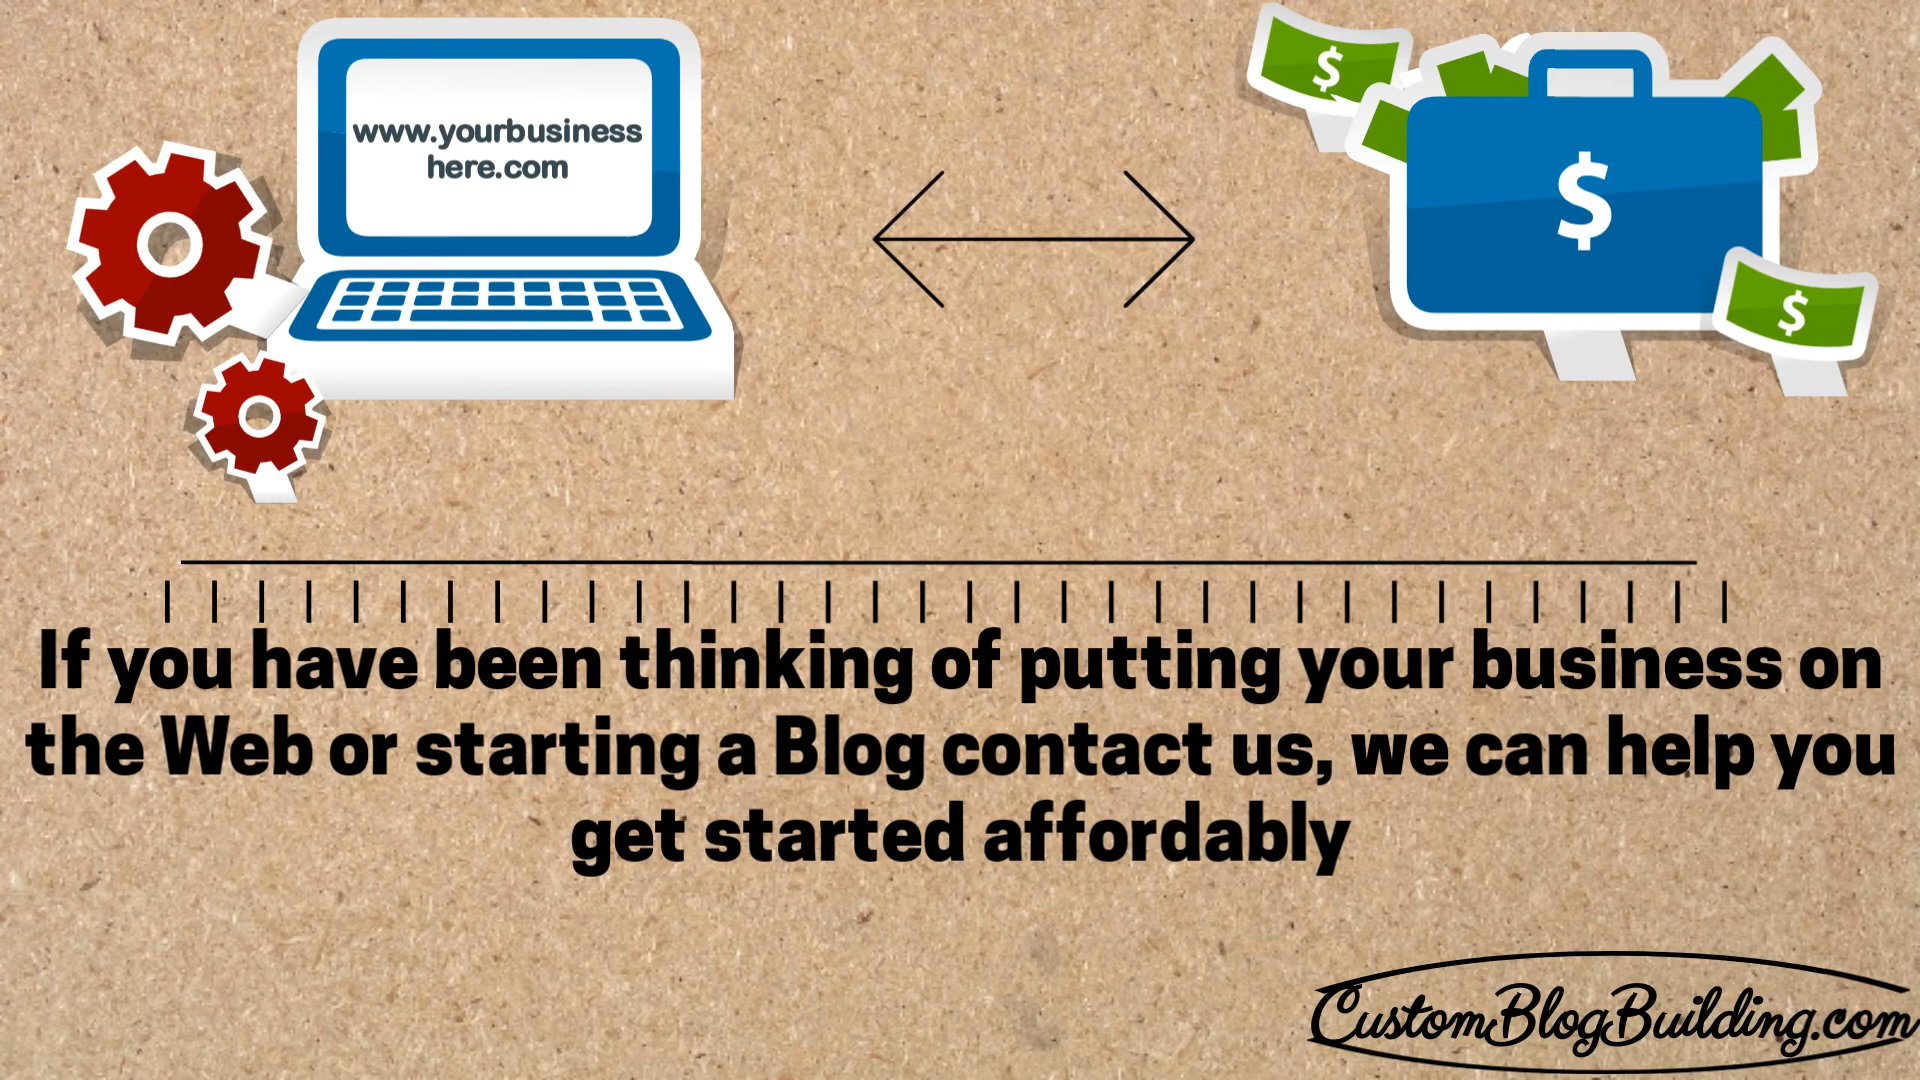 www.yourbusiness
here.com
$
$
$
If you have been thinking of putting your business on
the Web or starting a Blog contact us, we can help you
get started affordably
CustomBlogBuilding.com